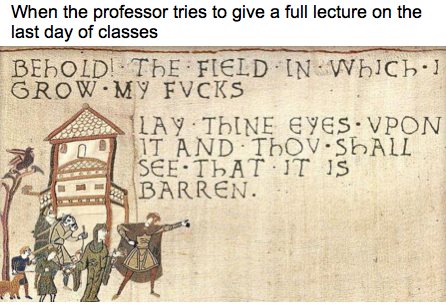 When the professor tries to give a full lecture on the
last day of classes
BEHOLD! · THE · FIELD · IN · WHICH · I
GROW · MY FVCKS
LAY · THINE EYES · VPON
IT AND · THOV · SHALL
SEE · THAT · IT IS
BARREN.